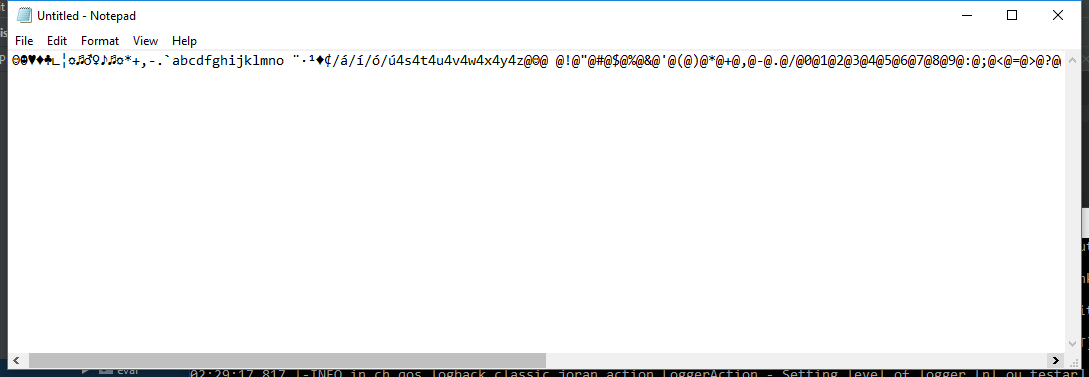 Untitled - Notepad
File Edit Format View Help
*+,-.`abcdfghijklmno ¨·¹♦₵/á/í/ó/ú4s4t4u4v4w4x4y4z@Θ@ @!@"@#@$@%@&@'@(@)@*@+@,@-@.@/@0@1@2@3@4@5@6@7@8@9@:@;@<@=@>@?@
eval
02:29:17.817 |-INFO in ch.qos.logback.classic.joran.action.LoggerAction - Setting level of logger [nl.ou.testar